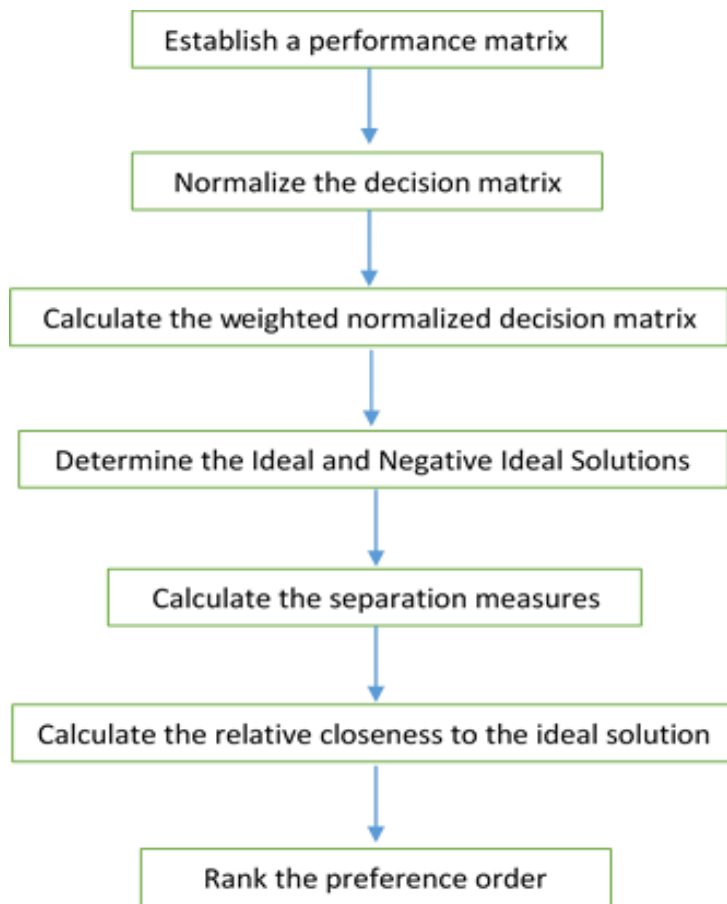 Establish a performance matrix
Normalize the decision matrix
Calculate the weighted normalized decision matrix
Determine the Ideal and Negative Ideal Solutions
Calculate the separation measures
Calculate the relative closeness to the ideal solution
Rank the preference order